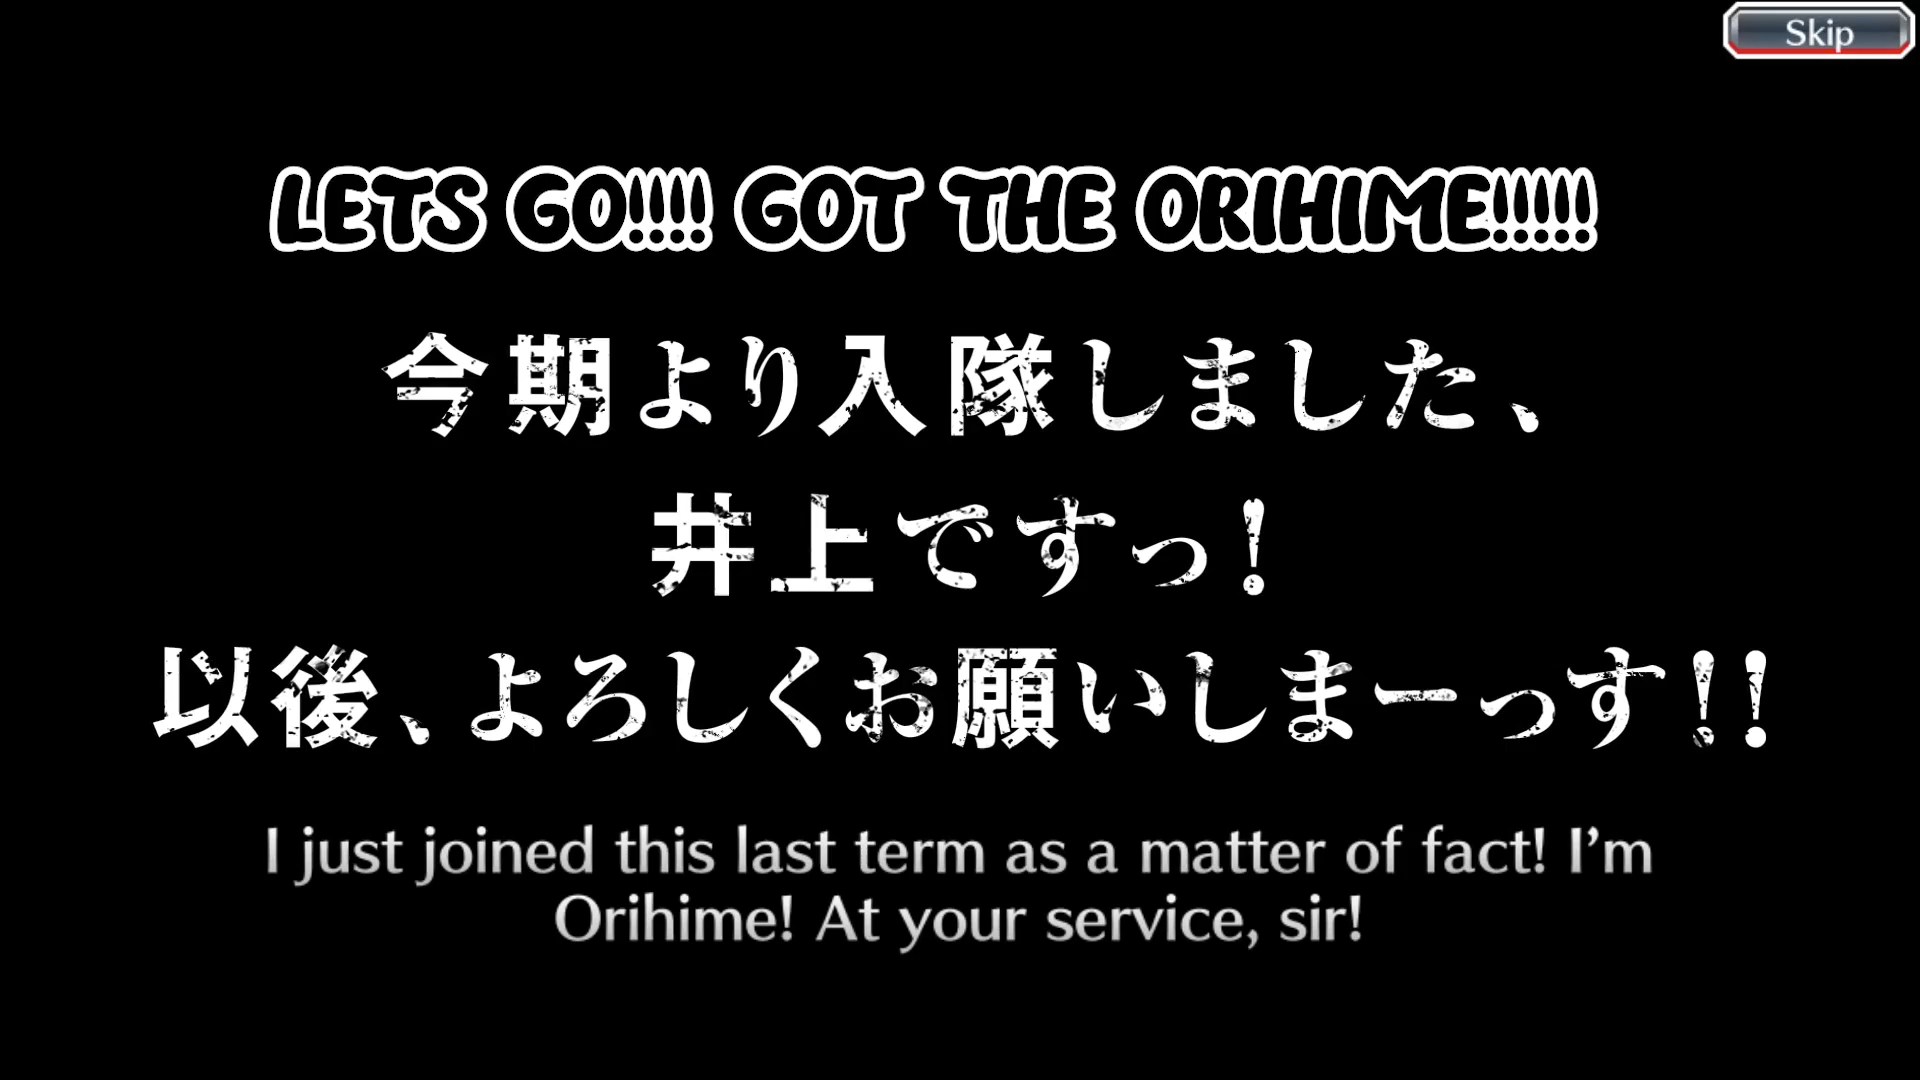 Skip
LETS GO!!!! GOT THE ORIHIME!!!!!
今期より入隊しました、
井上ですっ!
以後、よろしくお願いしまーっす!!
I just joined this last term as a matter of fact! I'm
Orihime! At your service, sir!